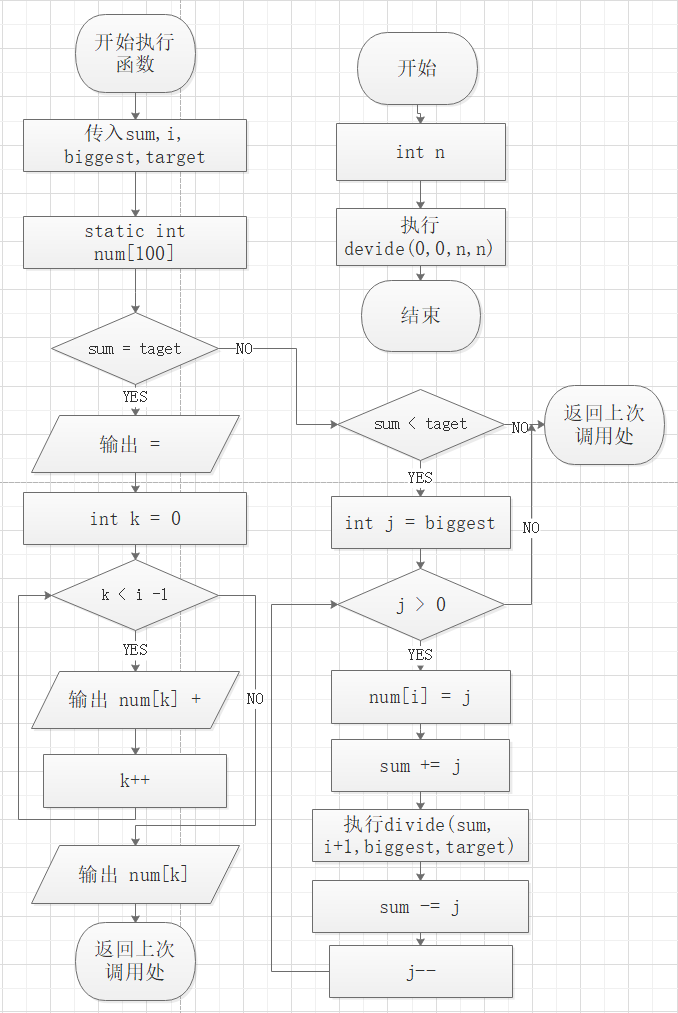 开始执行
函数
传入sum,i,
biggest,target
static int
num[100]
sum = taget
NO
YES
输出 =
int k = 0
k < i -1
YES
NO
输出 num[k] +
k++
输出 num[k]
返回上次
调用处
开始
int n
执行
devide(0,0,n,n)
结束
sum < taget
NO
返回上次
调用处
YES
int j = biggest
NO
j > 0
YES
num[i] = j
sum += j
执行divide(sum,
i+1,biggest,target)
sum -= j
j--